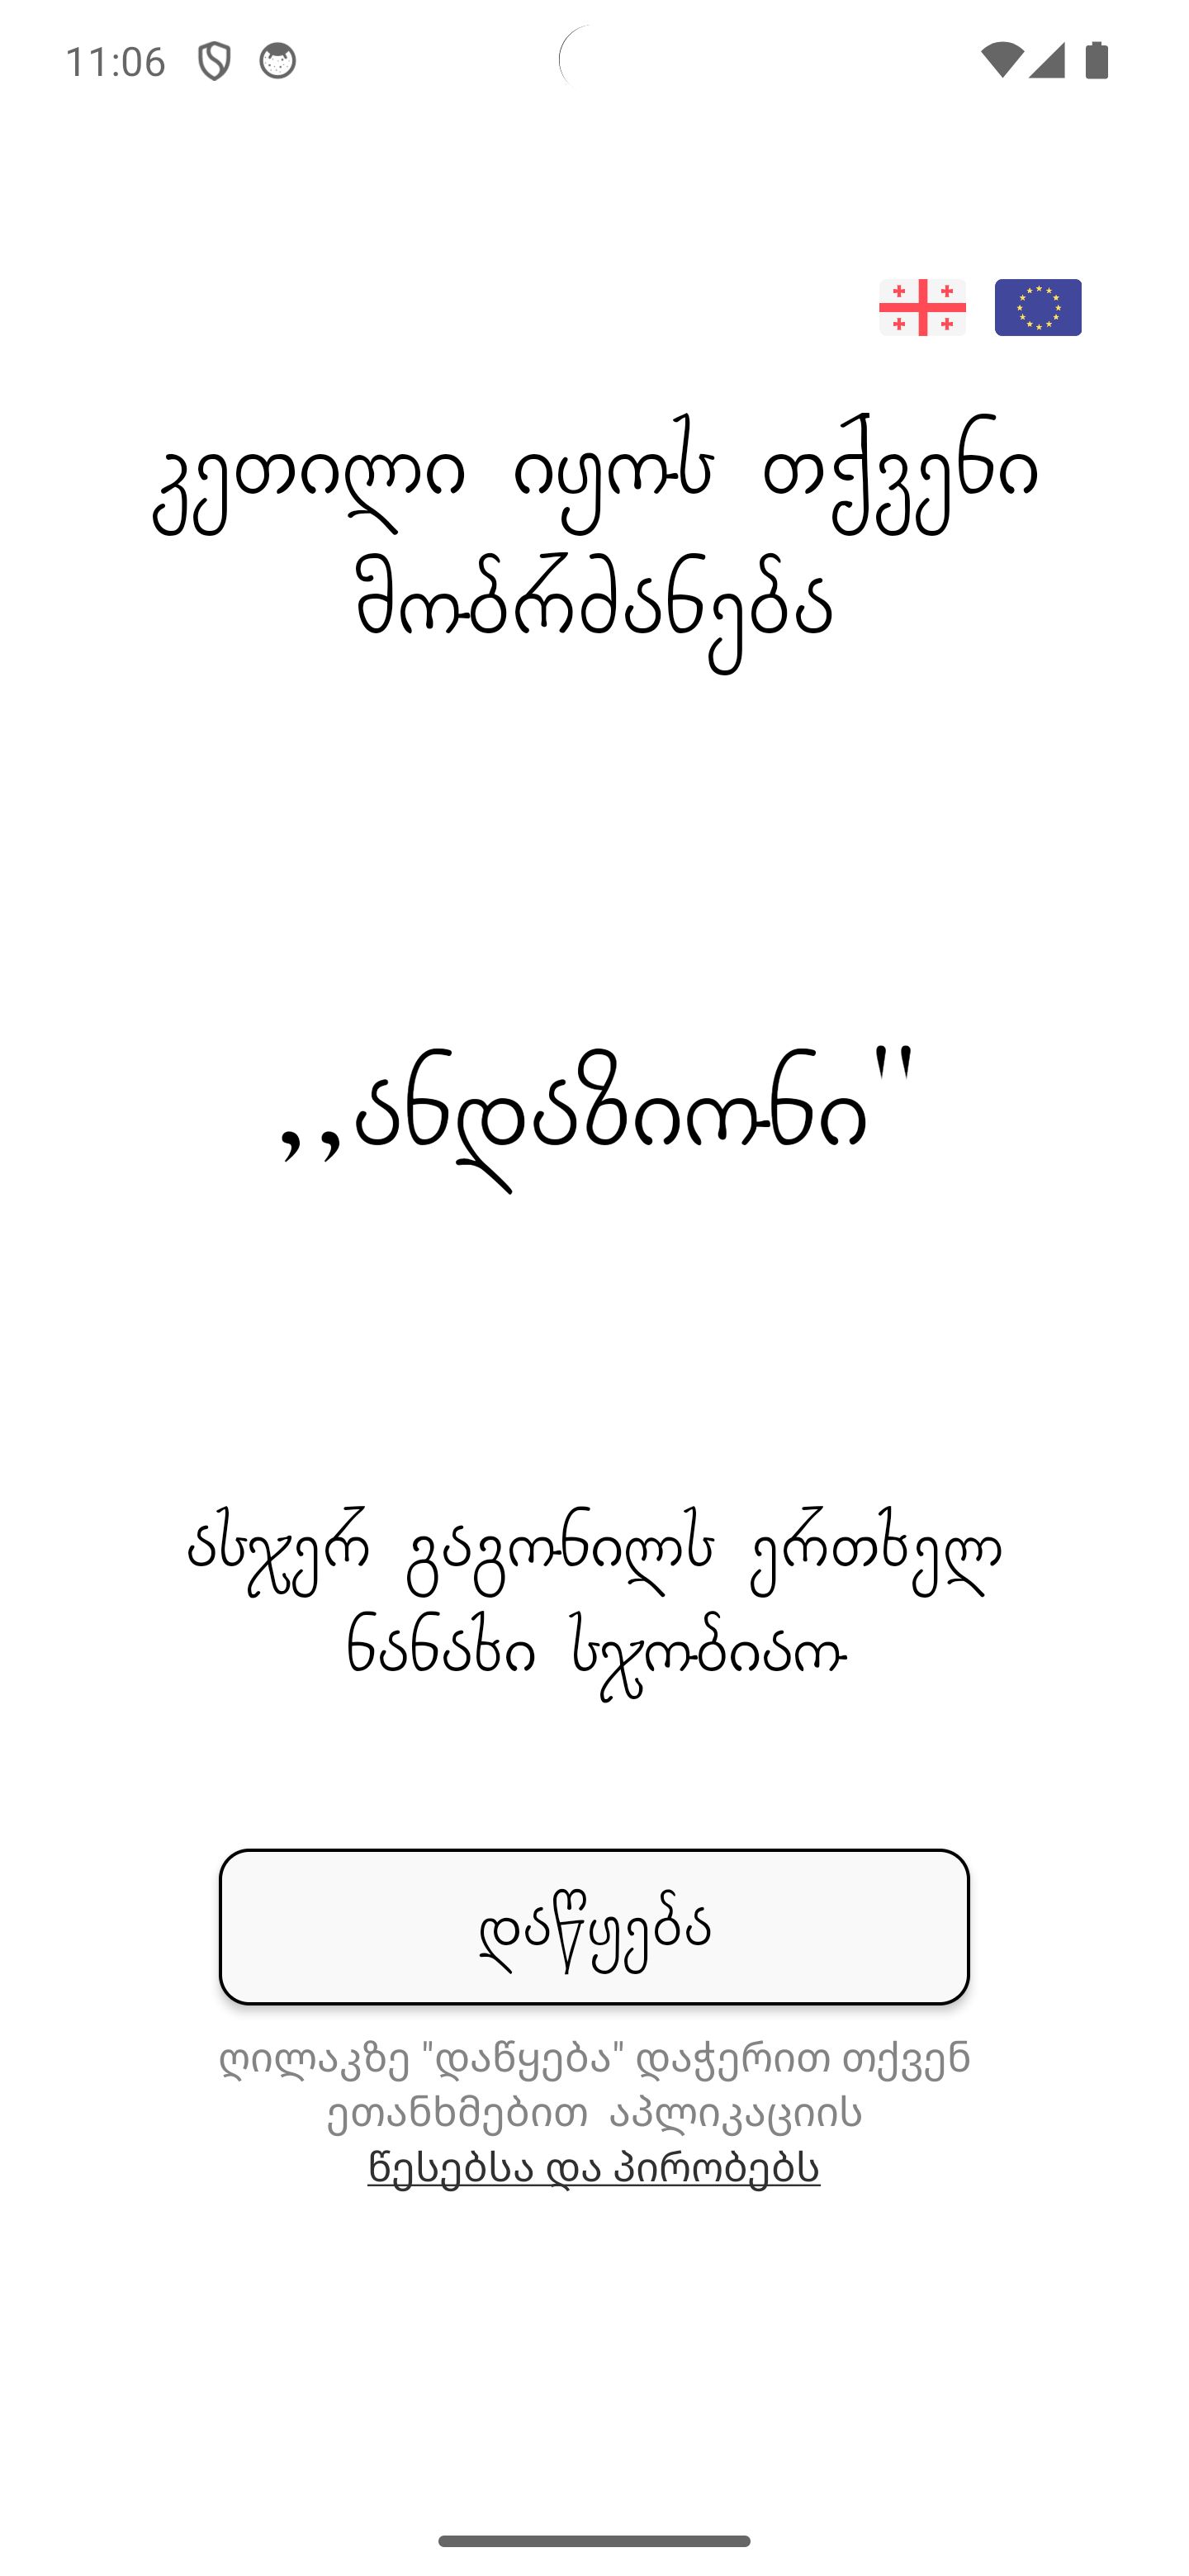 11:06
კეთილი იყოს თქვენი
მობრძანება
,,ანდაზიონი"
ასჯერ გაგონილს ერთხელ
ნანახი სჯობიაო
დაწყება
ღილაკზე "დაწყება" დაჭერით თქვენ
ეთანხმებით აპლიკაციის
წესებსა და პირობებს